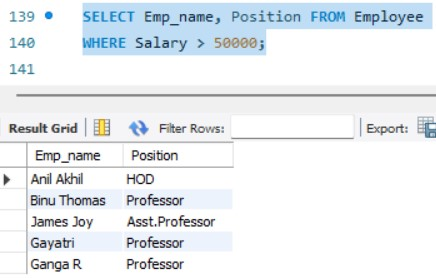 139 SELECT Emp_name, Position FROM Employee
140 WHERE Salary > 50000;
141
Result Grid Filter Rows: Export:
Emp_name Position
Anil Akhil HOD
Binu Thomas Professor
James Joy Asst.Professor
Gayatri Professor
Ganga R Professor